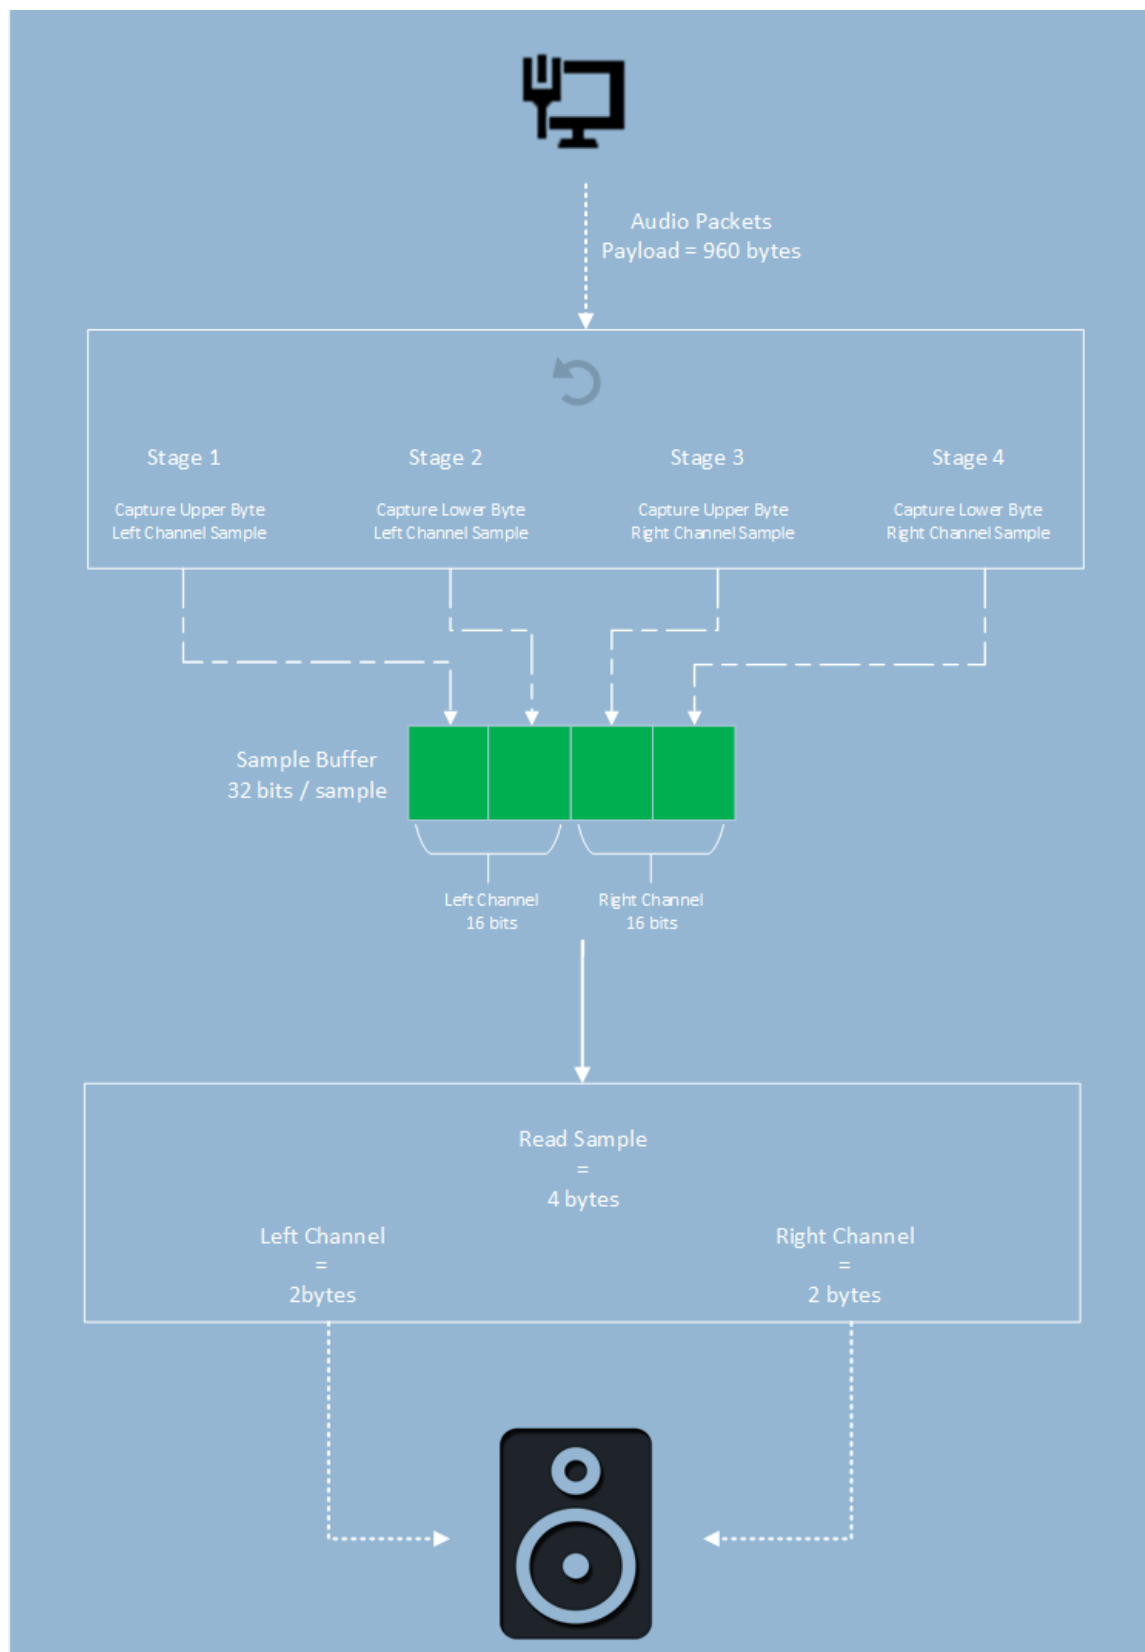 Audio Packets
Payload = 960 bytes
Stage 1
Capture Upper Byte
Left Channel Sample
Stage 2
Capture Lower Byte
Left Channel Sample
Stage 3
Capture Upper Byte
Right Channel Sample
Stage 4
Capture Lower Byte
Right Channel Sample
Sample Buffer
32 bits / sample
Left Channel
16 bits
Right Channel
16 bits
Read Sample
=
4 bytes
Left Channel
=
2bytes
Right Channel
=
2 bytes